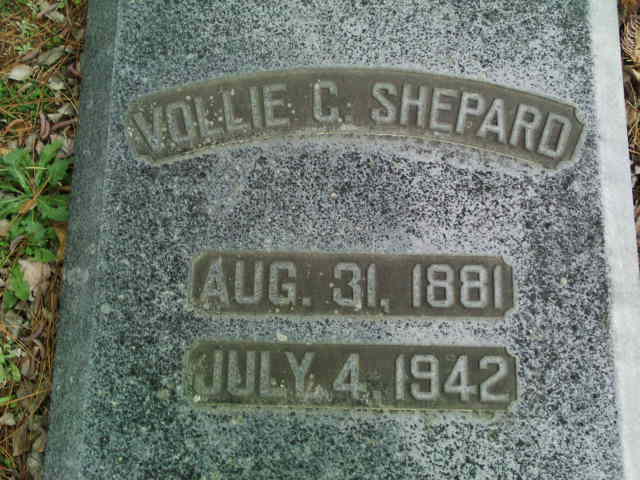 VOLLIE C. SHEPARD
AUG. 31, 1881
JULY 4, 1942